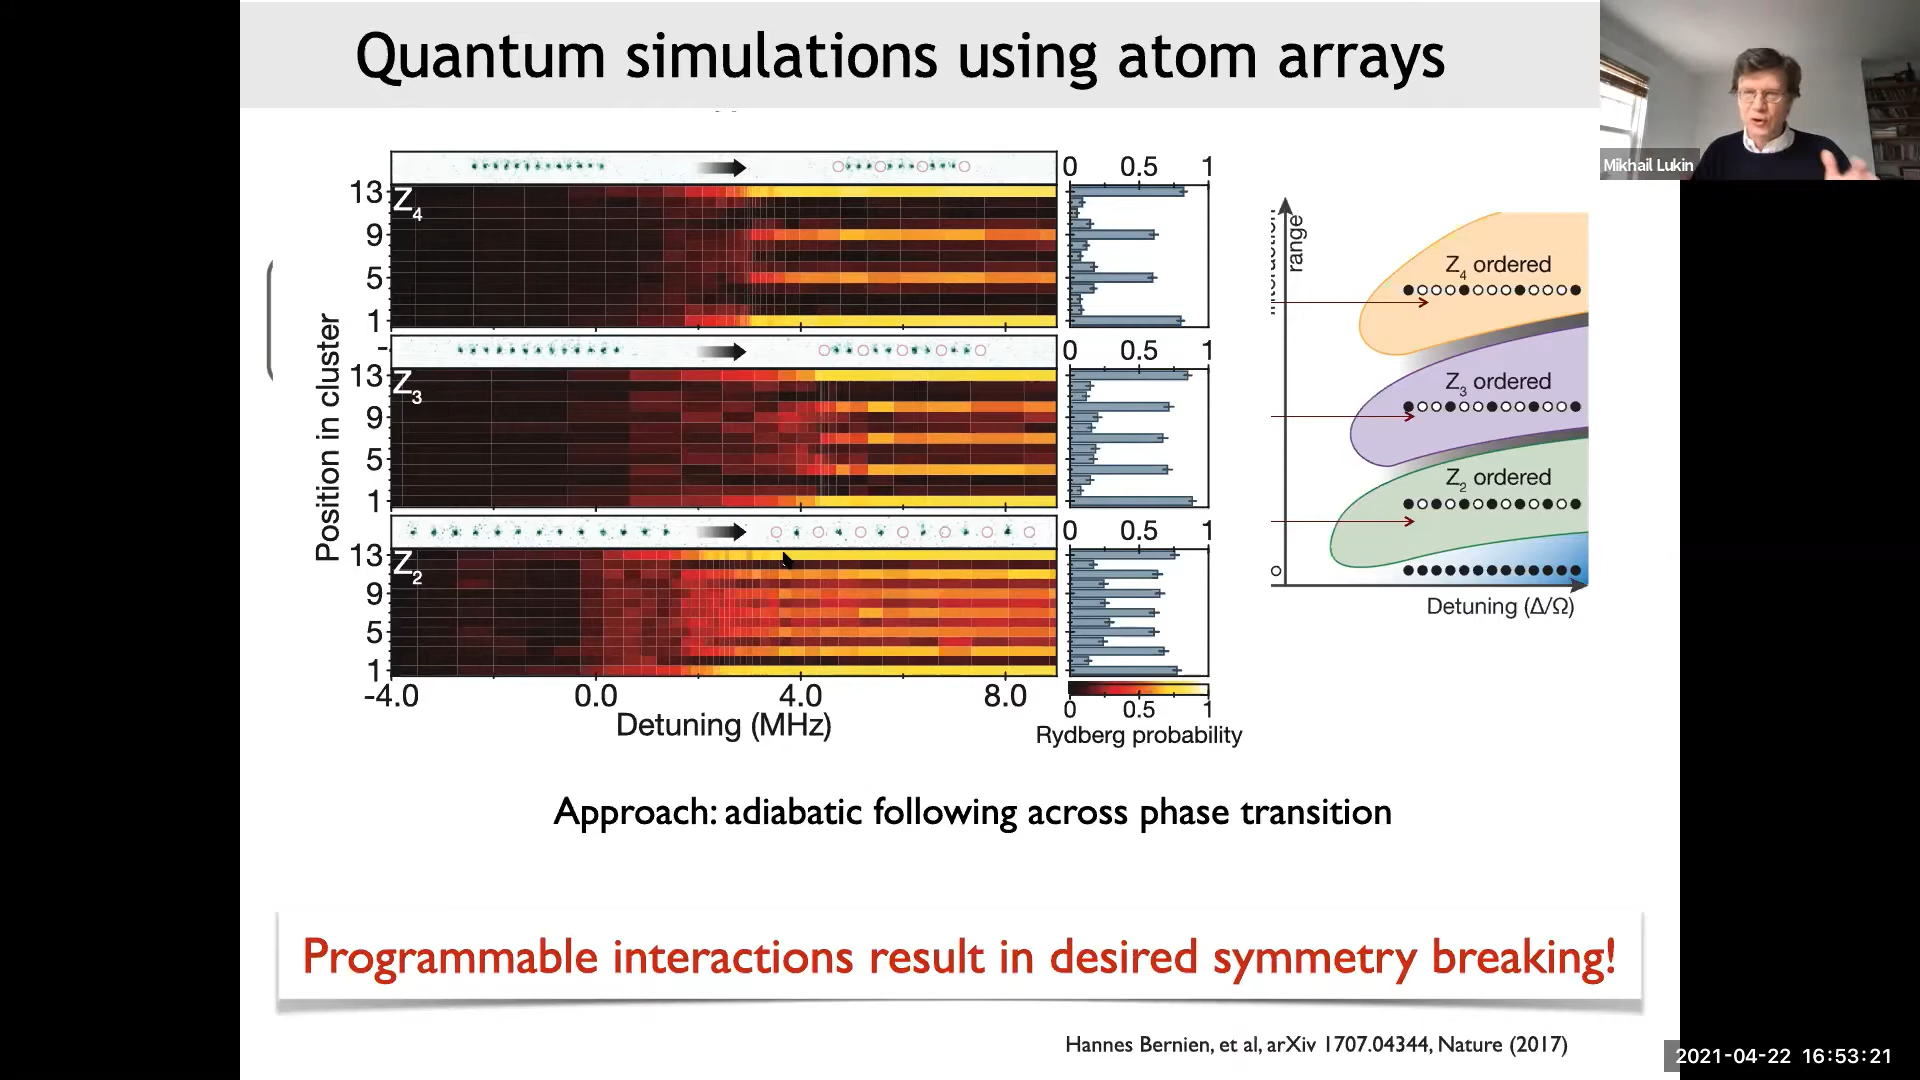 Quantum simulations using atom arrays
Mikhail Lukin
Position in cluster
13
9
5
1
Z4
0 0.5 1
13
9
5
1
Z3
0 0.5 1
13
9
5
1
Z2
0 0.5 1
-4.0 0.0 4.0 8.0
Detuning (MHz)
0 0.5 1
Rydberg probability
Interaction
range
Z4 ordered
Z3 ordered
Z2 ordered
Detuning (Δ/Ω)
Approach: adiabatic following across phase transition
Programmable interactions result in desired symmetry breaking!
Hannes Bernien, et al, arXiv 1707.04344, Nature (2017)
2021-04-22 16:53:21